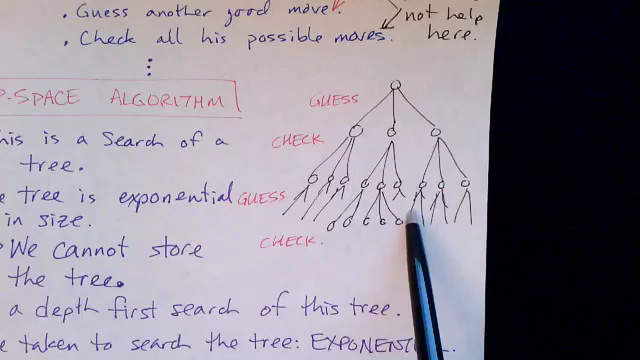 . Guess another good move.
. Check all his possible moves.
not help
here.
P-SPACE ALGORITHM
GUESS
CHECK
GUESS
CHECK.
his is a Search of a
tree.
e tree is exponential
in size.
We cannot store
the tree.
a depth first search of this tree.
e taken to search the tree: